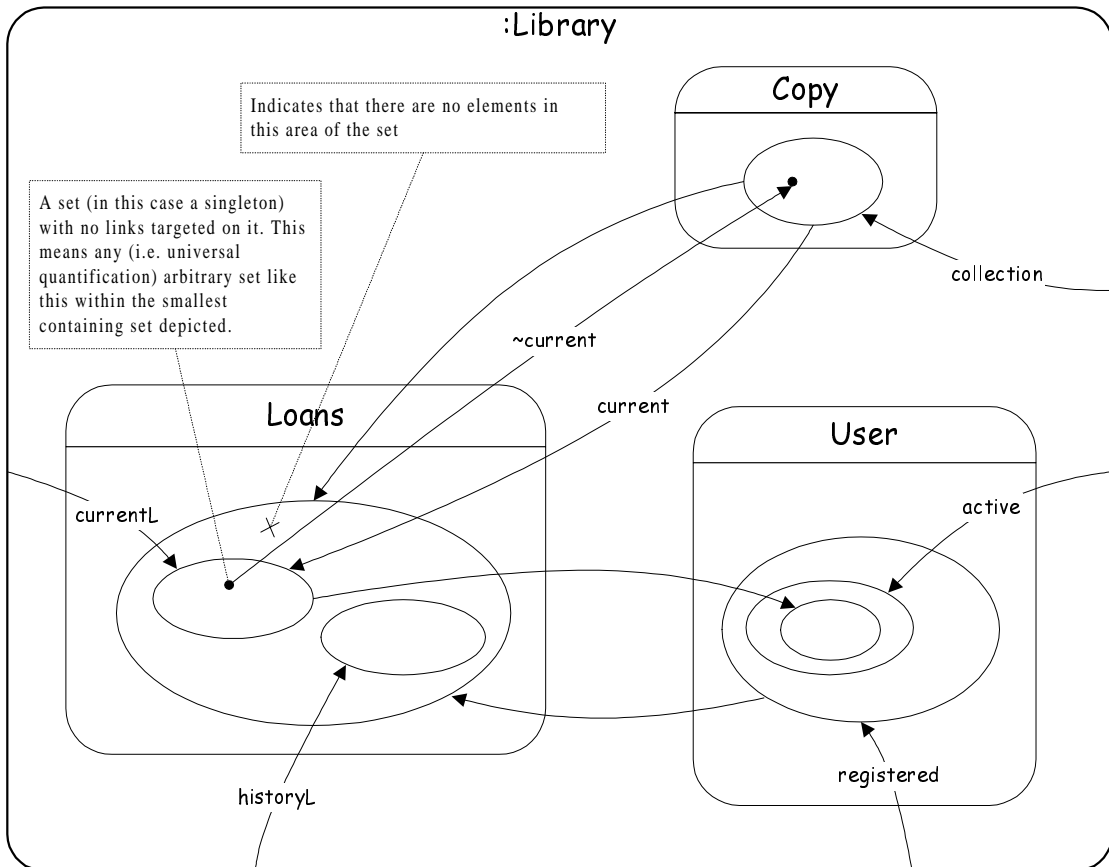 :Library
Indicates that there are no elements in
this area of the set
Copy
A set (in this case a singleton)
with no links targeted on it. This
means any (i.e. universal
quantification) arbitrary set like
this within the smallest
containing set depicted.
collection
~current
current
Loans
User
currentL
active
registered
historyL